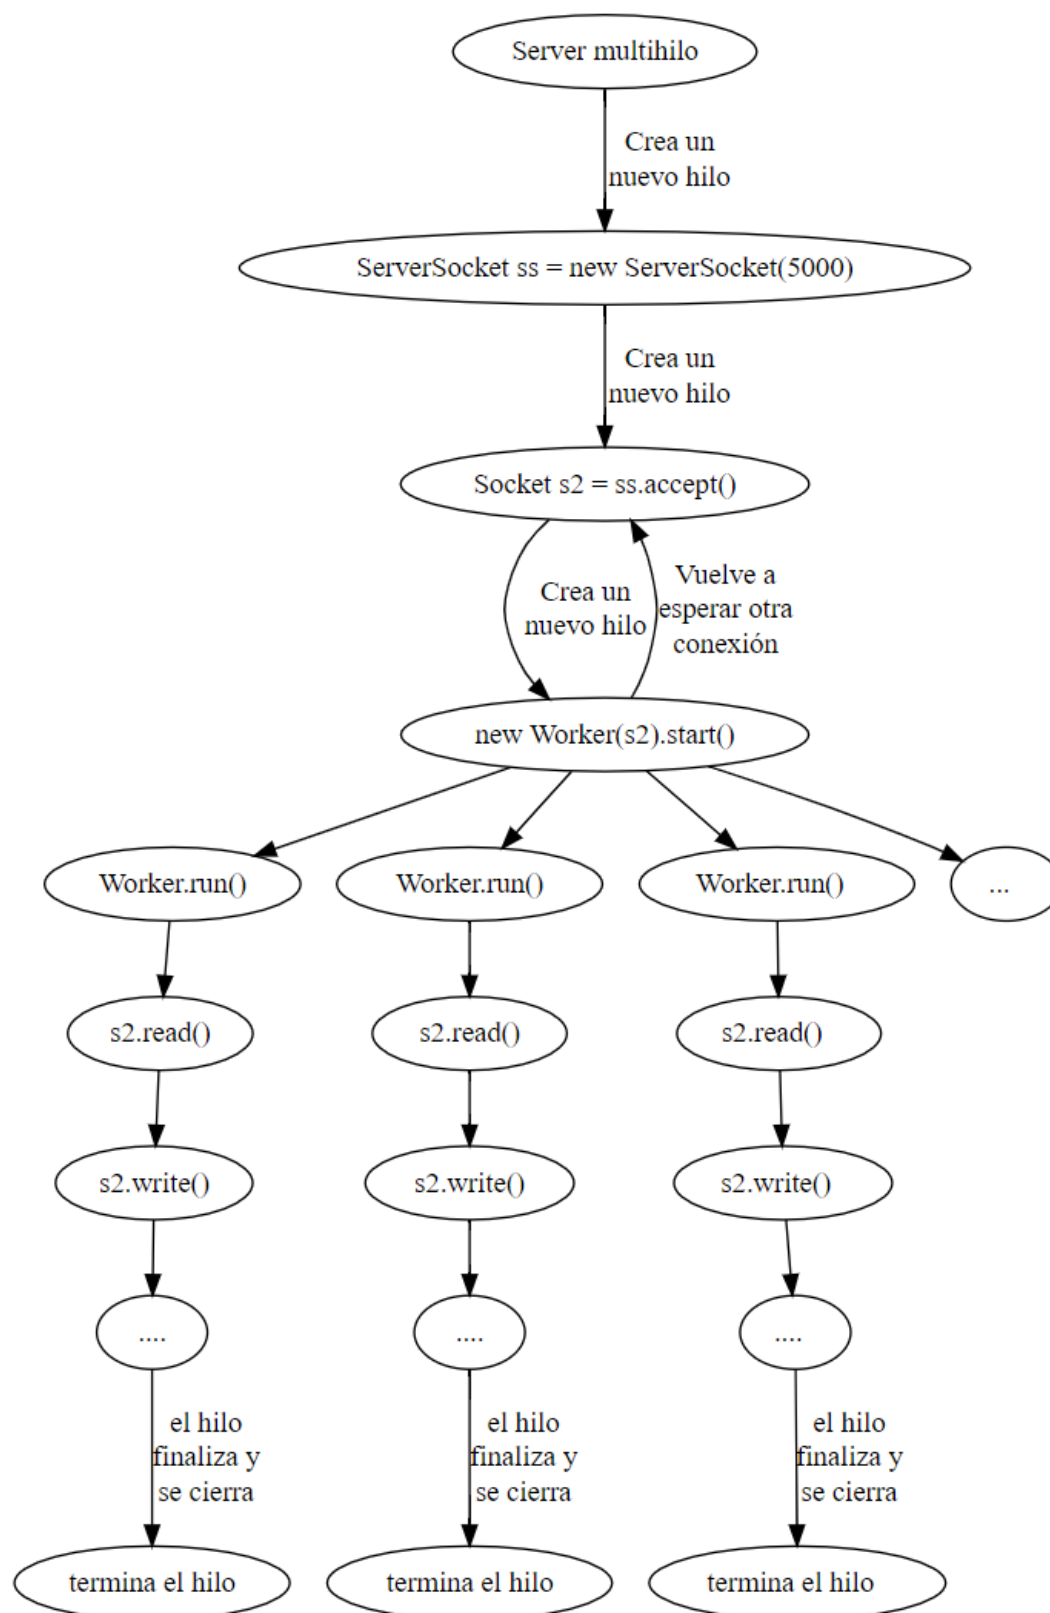 Server multihilo
Crea un
nuevo hilo
ServerSocket ss = new ServerSocket(5000)
Crea un
nuevo hilo
Socket s2 = ss.accept()
Crea un
nuevo hilo
Vuelve a
esperar otra
conexión
new Worker(s2).start()
Worker.run()
Worker.run()
Worker.run()
...
s2.read()
s2.read()
s2.read()
s2.write()
s2.write()
s2.write()
....
....
....
el hilo
finaliza y
se cierra
el hilo
finaliza y
se cierra
el hilo
finaliza y
se cierra
termina el hilo
termina el hilo
termina el hilo